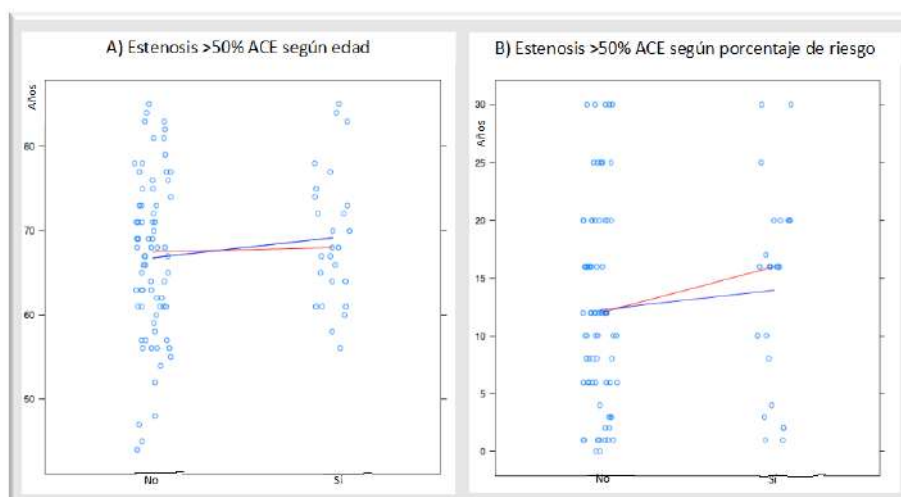 A) Estenosis >50% ACE según edad
Años
80
70
60
50
No
Sí
B) Estenosis >50% ACE según porcentaje de riesgo
Años
30
25
20
15
10
5
0
No
Sí